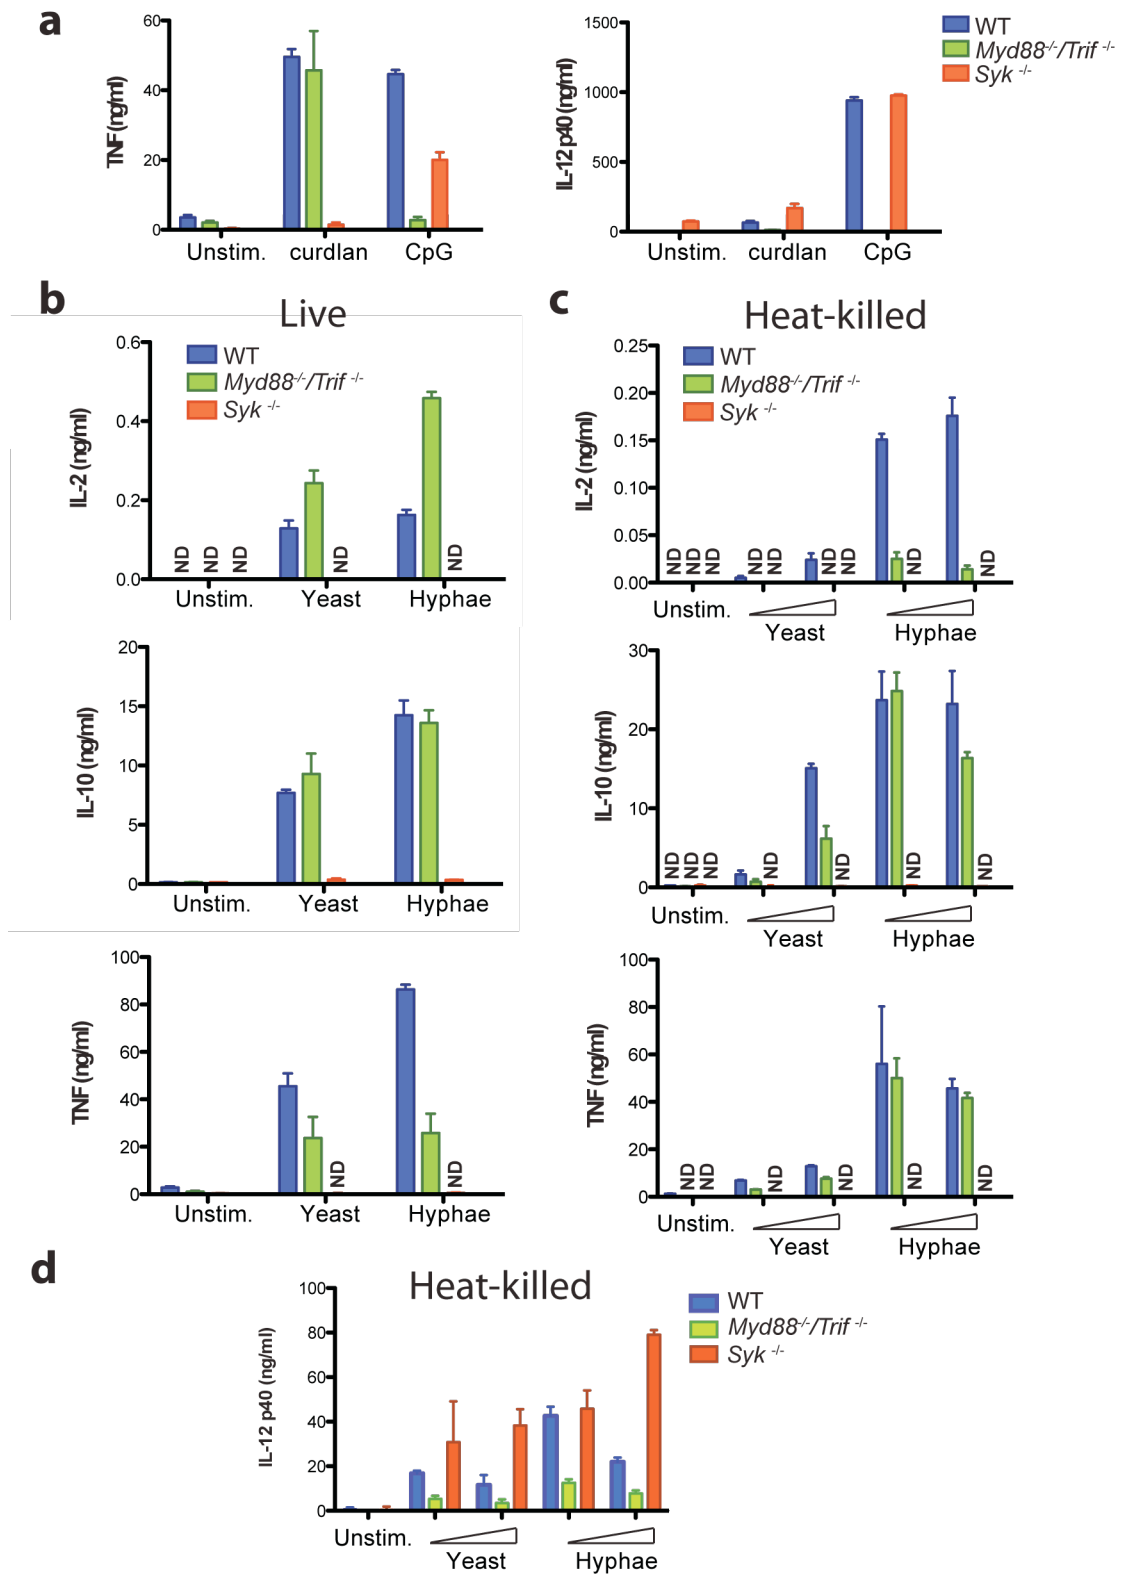 a
TNF (ng/ml)
60
40
20
0
Unstim. curdlan CpG
IL-12 p40 (ng/ml)
1500
1000
500
0
Unstim. curdlan CpG
WT
Myd88-/-/Trif -/-
Syk -/-
b
Live
WT
Myd88-/-/Trif -/-
Syk -/-
IL-2 (ng/ml)
0.6
0.4
0.2
0.0
ND ND ND ND ND
Unstim. Yeast Hyphae
IL-10 (ng/ml)
20
15
10
5
0
Unstim. Yeast Hyphae
TNF (ng/ml)
100
80
60
40
20
0
ND ND
Unstim. Yeast Hyphae
c
Heat-killed
WT
Myd88-/-/Trif -/-
Syk -/-
IL-2 (ng/ml)
0.25
0.20
0.15
0.10
0.05
0.00
ND ND ND ND ND ND ND ND ND
Unstim.
Yeast Hyphae
IL-10 (ng/ml)
30
20
10
0
ND ND ND ND ND ND ND
Unstim.
Yeast Hyphae
TNF (ng/ml)
100
80
60
40
20
0
ND ND ND ND ND ND
Unstim.
Yeast Hyphae
d
Heat-killed
IL-12 p40 (ng/ml)
100
80
60
40
20
0
Unstim.
Yeast Hyphae
WT
Myd88-/-/Trif -/-
Syk -/-